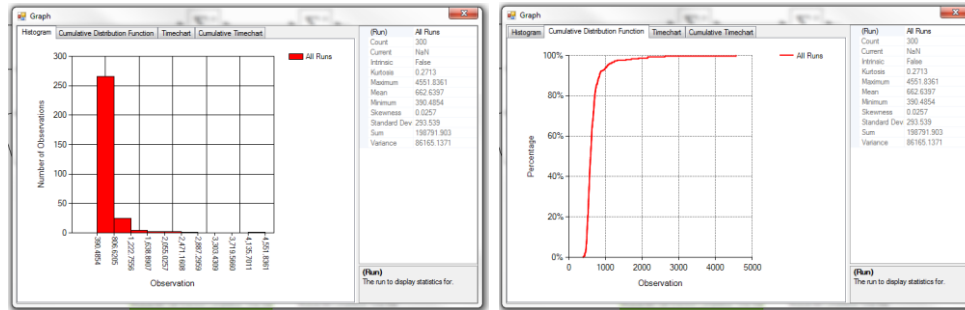 Graph
Histogram Cumulative Distribution Function Timechart Cumulative Timechart
300
250
200
150
100
50
0
Number of Observations
390.4854
806.6205
1,222.7556
1,638.8907
2,055.0257
2,471.1608
2,887.2959
3,303.4309
3,719.5660
4,135.7011
4,551.8361
Observation
All Runs
(Run) All Runs
Count 300
Current NaN
Intrinsic False
Kurtosis 0.2713
Maximum 4551.8361
Mean 662.6397
Minimum 390.4854
Skewness 0.0257
Standard Dev 293.539
Sum 198791.903
Variance 86165.1371
(Run)
The run to display statistics for.
Graph
Histogram Cumulative Distribution Function Timechart Cumulative Timechart
100%
80%
60%
40%
20%
0%
Percentage
0 1000 2000 3000 4000 5000
Observation
All Runs
(Run) All Runs
Count 300
Current NaN
Intrinsic False
Kurtosis 0.2713
Maximum 4551.8361
Mean 662.6397
Minimum 390.4854
Skewness 0.0257
Standard Dev 293.539
Sum 198791.903
Variance 86165.1371
(Run)
The run to display statistics for.